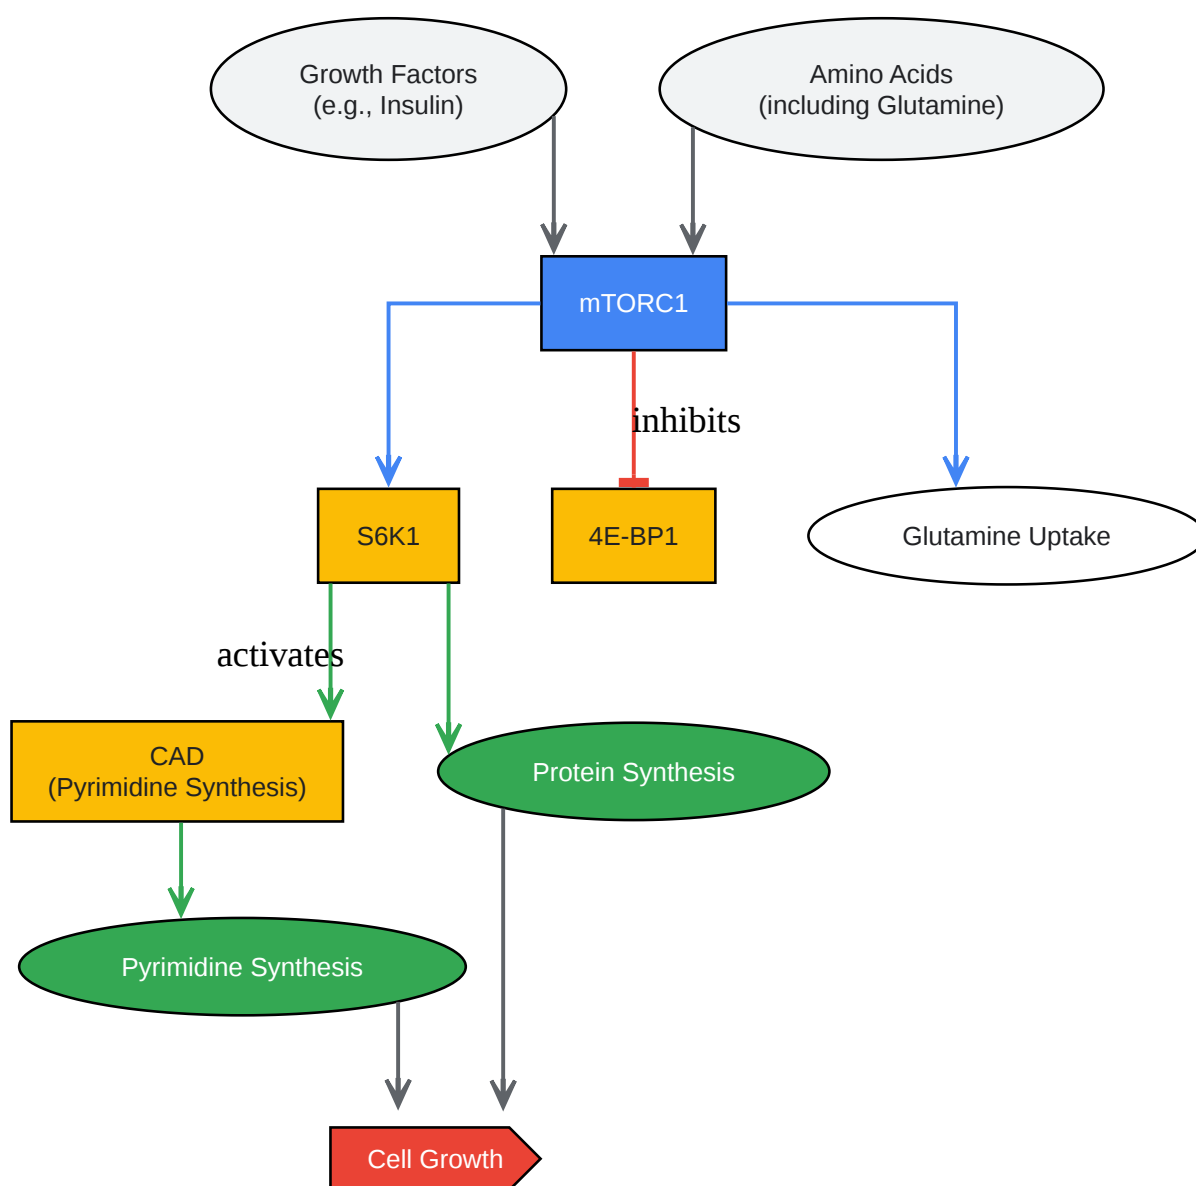 Growth Factors
(e.g., Insulin)
Amino Acids
(including Glutamine)
mTORC1
inhibits
S6K1
4E-BP1
Glutamine Uptake
activates
CAD
(Pyrimidine Synthesis)
Protein Synthesis
Pyrimidine Synthesis
Cell Growth